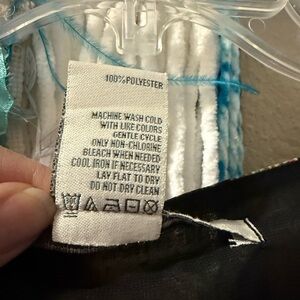 100% POLYESTER
MACHINE WASH COLD
WITH LIKE COLORS
GENTLE CYCLE
ONLY NON-CHLORINE
BLEACH WHEN NEEDED
COOL IRON IF NECESSARY
LAY FLAT TO DRY
DO NOT DRY CLEAN